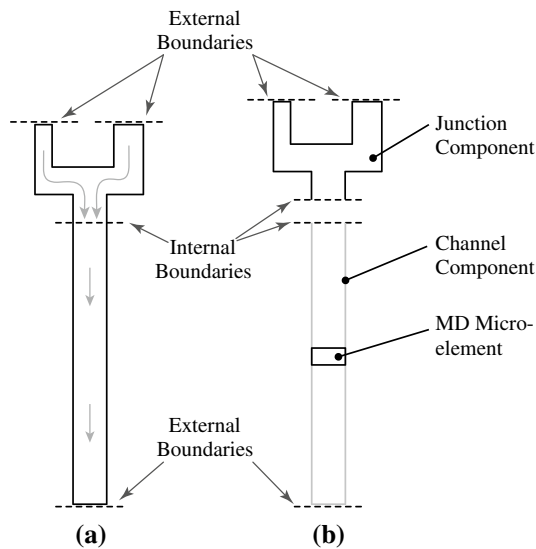 External
Boundaries
Junction
Component
Internal
Boundaries
Channel
Component
MD Micro-
element
External
Boundaries
(a)
(b)